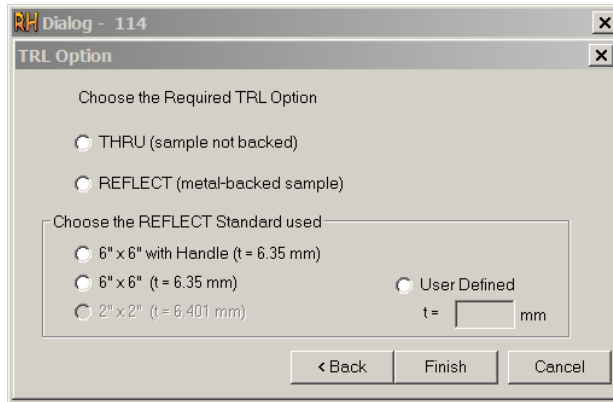 RH Dialog - 114
TRL Option
Choose the Required TRL Option
THRU (sample not backed)
REFLECT (metal-backed sample)
Choose the REFLECT Standard used
6" x 6" with Handle (t = 6.35 mm)
6" x 6" (t = 6.35 mm)
User Defined
2" x 2" (t = 6.401 mm)
t = mm
< Back Finish Cancel